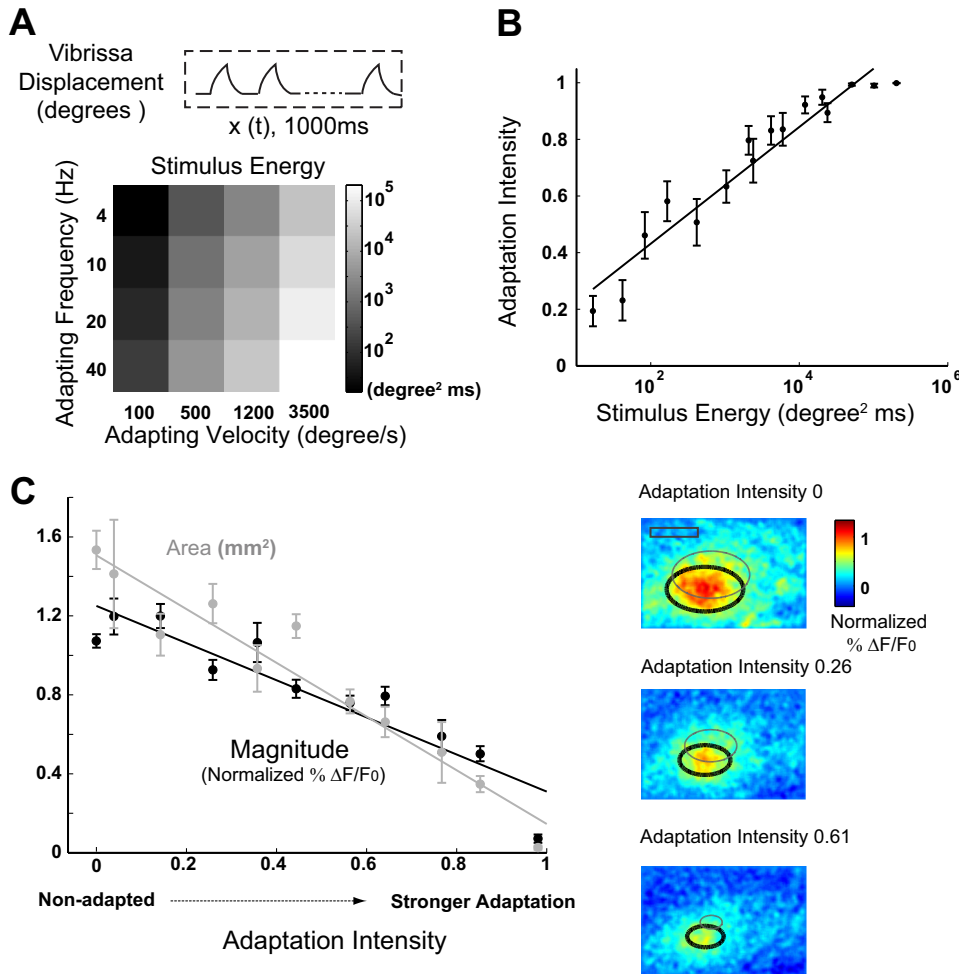 A
Vibrissa
Displacement
(degrees )
x (t), 1000ms
Stimulus Energy
Adapting Frequency (Hz)
4
10
20
40
100 500 1200 3500
Adapting Velocity (degree/s)
10⁵
10⁴
10³
10²
(degree² ms)
B
Adaptation Intensity
1
0.8
0.6
0.4
0.2
0
10² 10⁴ 10⁶
Stimulus Energy (degree² ms)
C
1.6
1.2
0.8
0.4
0
Area (mm²)
Magnitude
(Normalized % ΔF/F₀)
0 0.2 0.4 0.6 0.8 1
Non-adapted Stronger Adaptation
Adaptation Intensity
Adaptation Intensity 0
1
0
Normalized
% ΔF/F₀
Adaptation Intensity 0.26
Adaptation Intensity 0.61